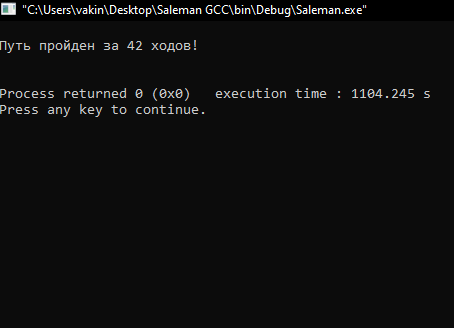 "C:\Users\vakin\Desktop\Saleman GCC\bin\Debug\Saleman.exe"
Путь пройден за 42 ходов!
Process returned 0 (0x0)   execution time : 1104.245 s
Press any key to continue.